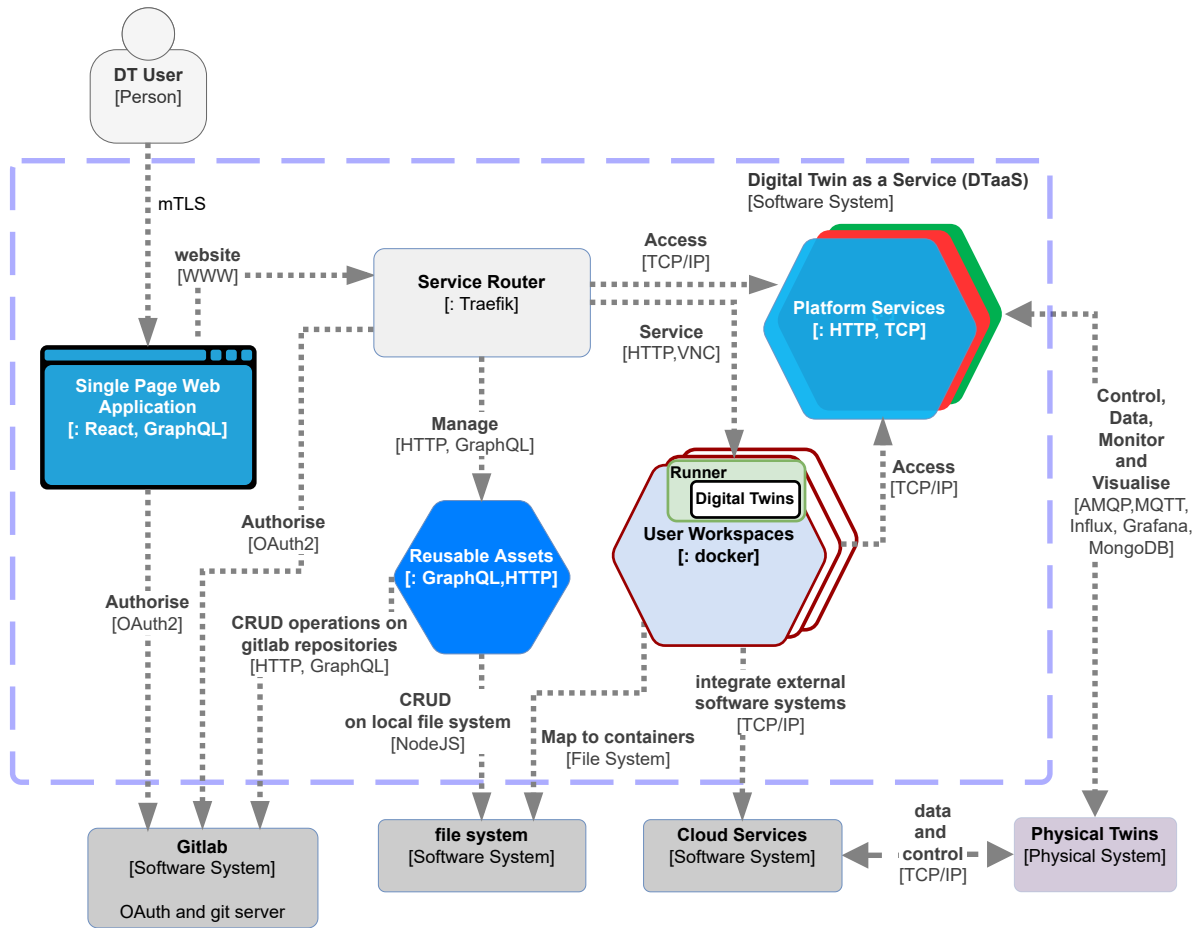 DT User
[Person]
mTLS
Digital Twin as a Service (DTaaS)
[Software System]
website
[WWW]
Service Router
[: Traefik]
Access
[TCP/IP]
Service
[HTTP,VNC]
Platform Services
[: HTTP, TCP]
Single Page Web
Application
[: React, GraphQL]
Manage
[HTTP, GraphQL]
Control,
Data,
Monitor
and
Visualise
[AMQP,MQTT,
Influx, Grafana,
MongoDB]
Runner
Digital Twins
User Workspaces
[: docker]
Access
[TCP/IP]
Authorise
[OAuth2]
Reusable Assets
[: GraphQL,HTTP]
Authorise
[OAuth2]
CRUD operations on
gitlab repositories
[HTTP, GraphQL]
CRUD
on local file system
[NodeJS]
Map to containers
[File System]
integrate external
software systems
[TCP/IP]
Gitlab
[Software System]
OAuth and git server
file system
[Software System]
Cloud Services
[Software System]
data
and
control
[TCP/IP]
Physical Twins
[Physical System]